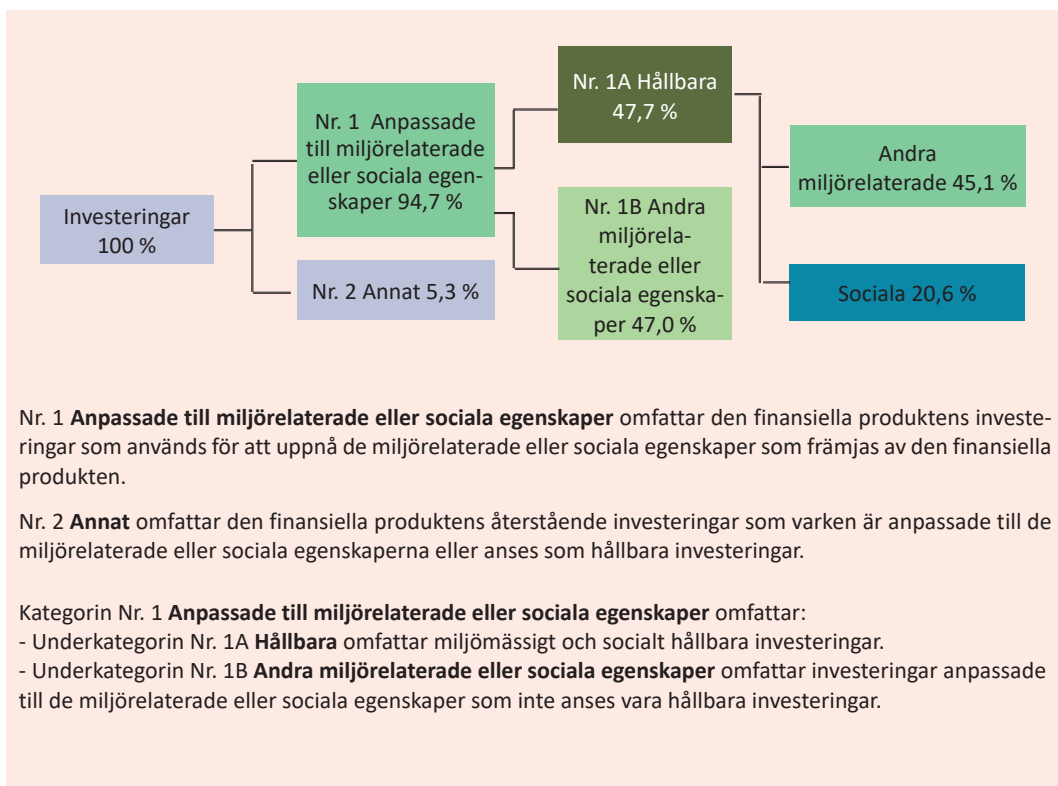 Investeringar
100 %
Nr. 1 Anpassade
till miljörelaterade
eller sociala egen-
skaper 94,7 %
Nr. 2 Annat 5,3 %
Nr. 1A Hållbara
47,7 %
Nr. 1B Andra
miljörela-
terade eller
sociala egenska-
per 47,0 %
Andra
miljörelaterade 45,1 %
Sociala 20,6 %
Nr. 1 Anpassade till miljörelaterade eller sociala egenskaper omfattar den finansiella produktens investe-
ringar som används för att uppnå de miljörelaterade eller sociala egenskaper som främjas av den finansiella
produkten.
Nr. 2 Annat omfattar den finansiella produktens återstående investeringar som varken är anpassade till de
miljörelaterade eller sociala egenskaperna eller anses som hållbara investeringar.
Kategorin Nr. 1 Anpassade till miljörelaterade eller sociala egenskaper omfattar:
- Underkategorin Nr. 1A Hållbara omfattar miljömässigt och socialt hållbara investeringar.
- Underkategorin Nr. 1B Andra miljörelaterade eller sociala egenskaper omfattar investeringar anpassade
till de miljörelaterade eller sociala egenskaper som inte anses vara hållbara investeringar.